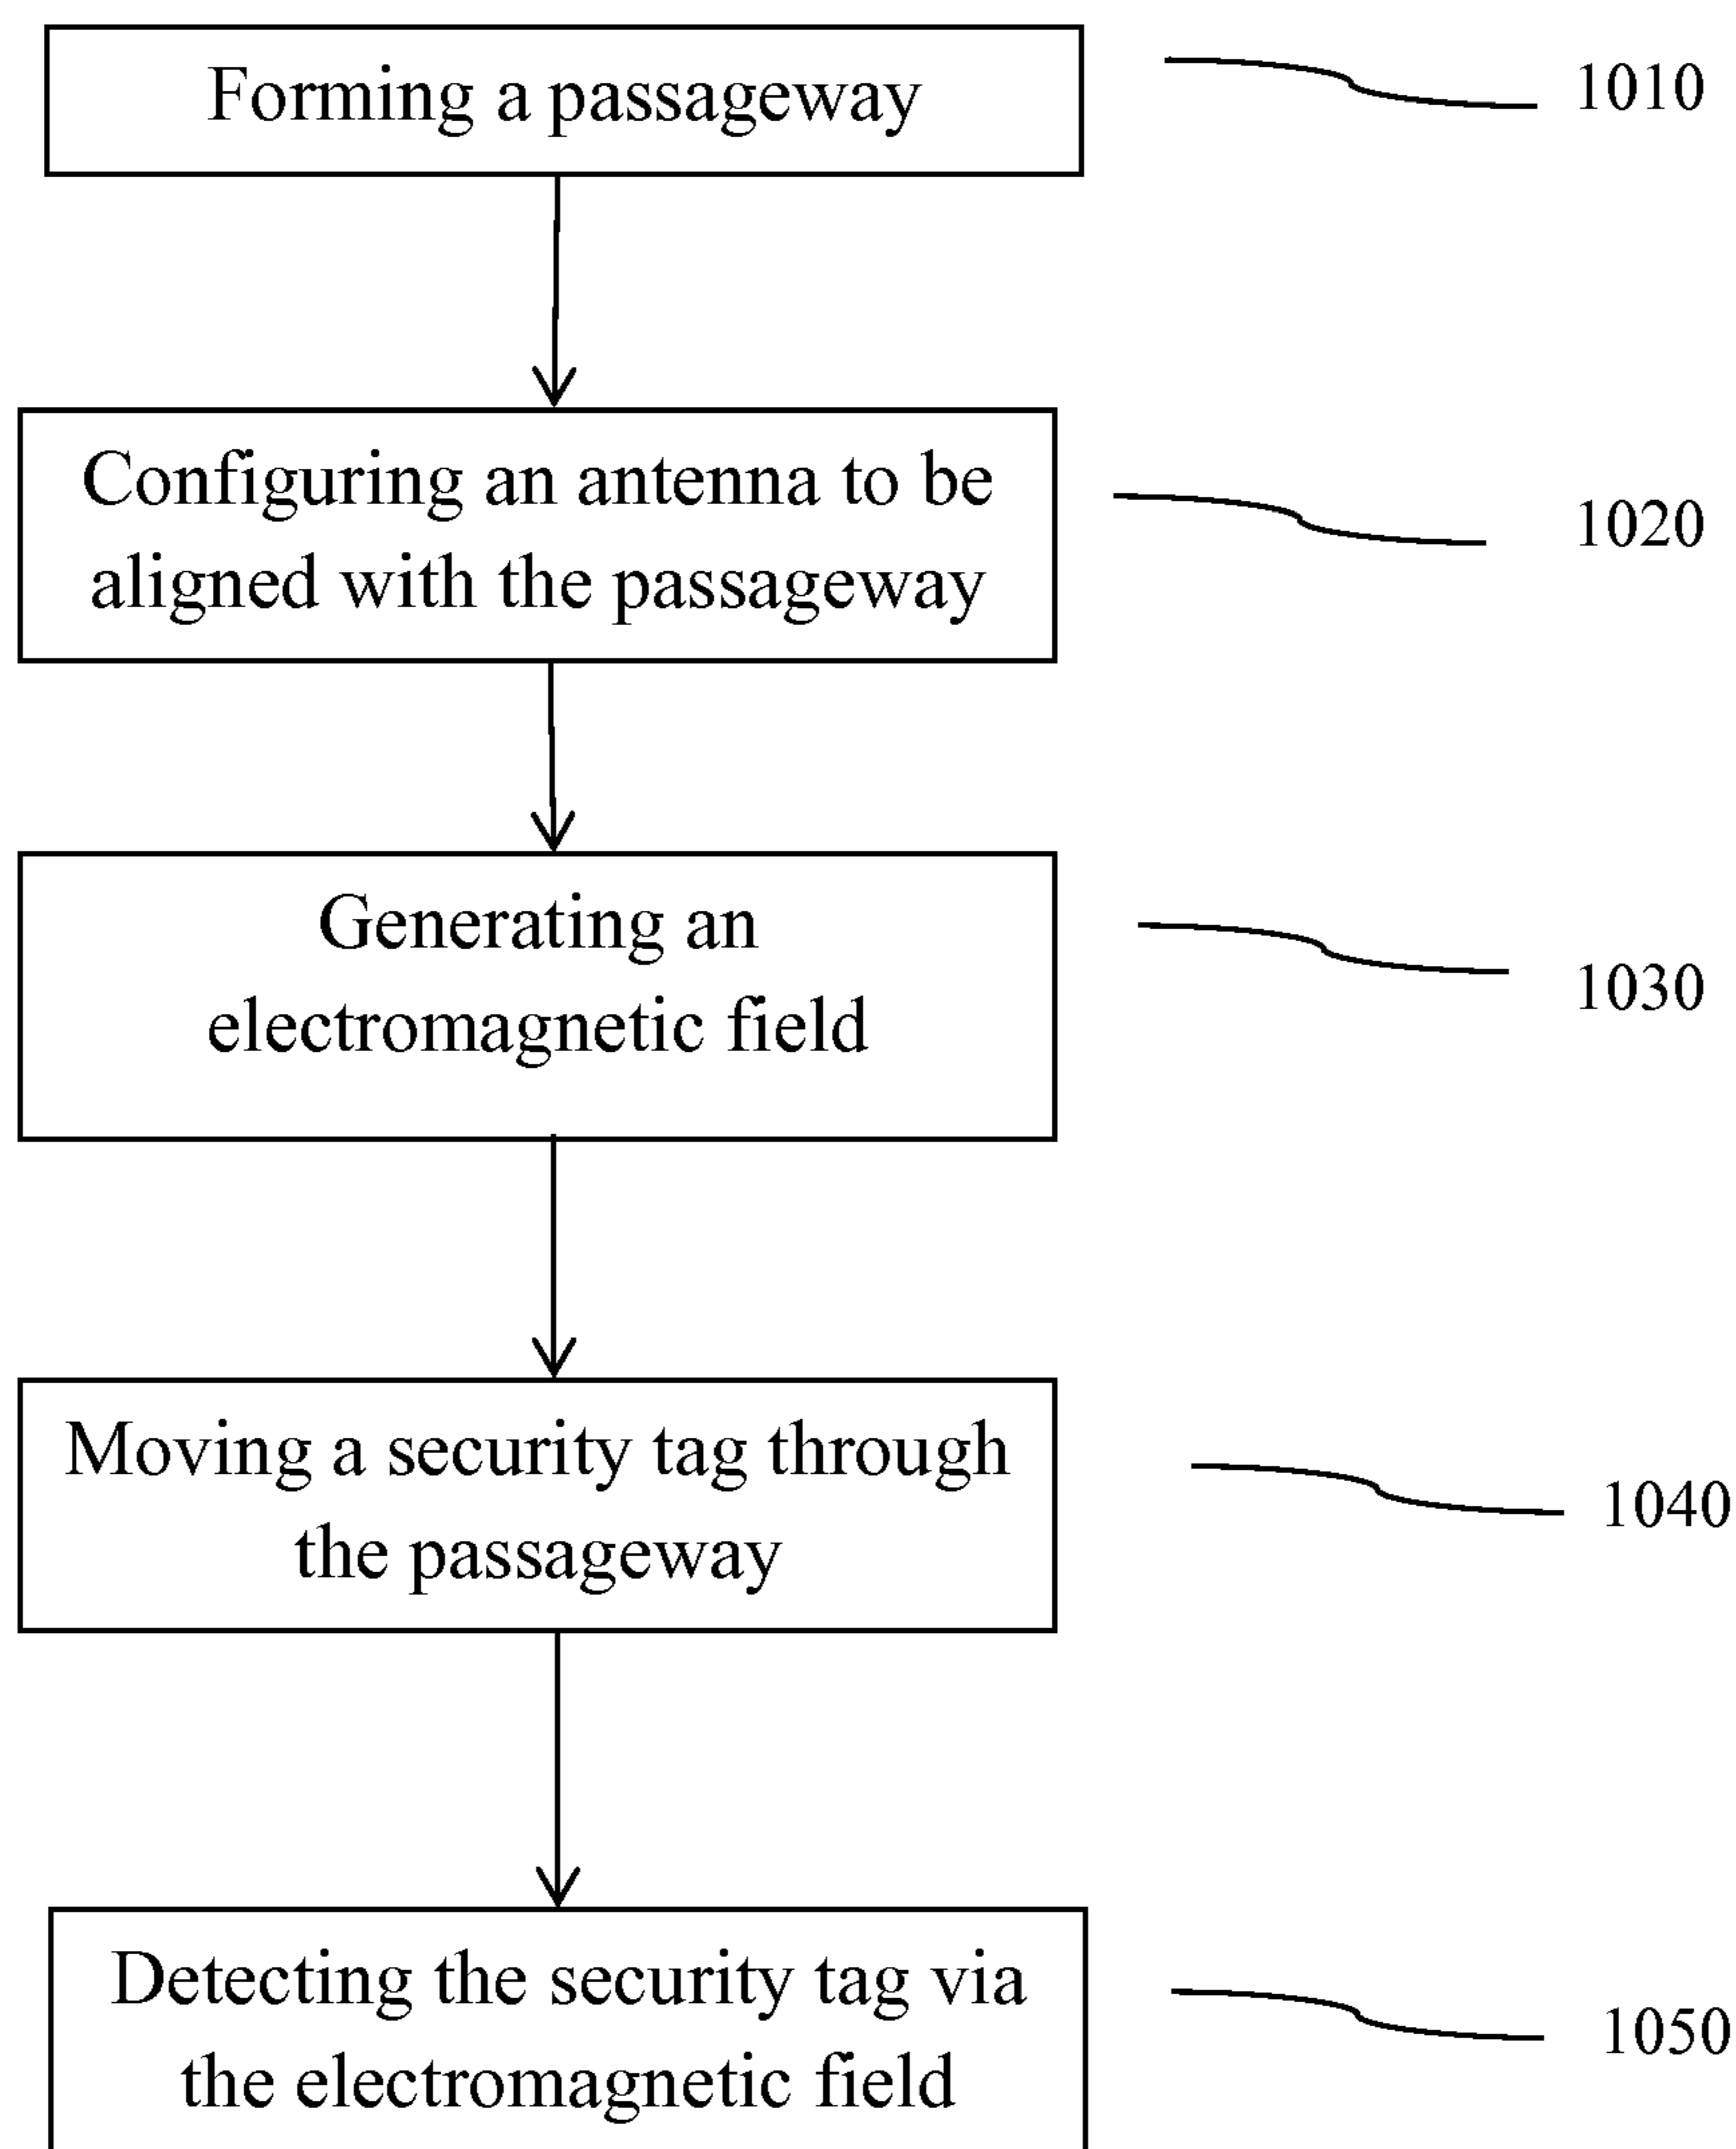 Forming a passageway
1010
Configuring an antenna to be
aligned with the passageway
1020
Generating an
electromagnetic field
1030
Moving a security tag through
the passageway
1040
Detecting the security tag via
the electromagnetic field
1050